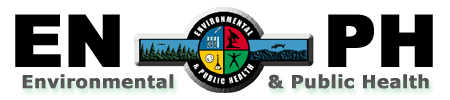 EN PH
ENVIRONMENTAL
& PUBLIC HEALTH
Environmental & Public Health